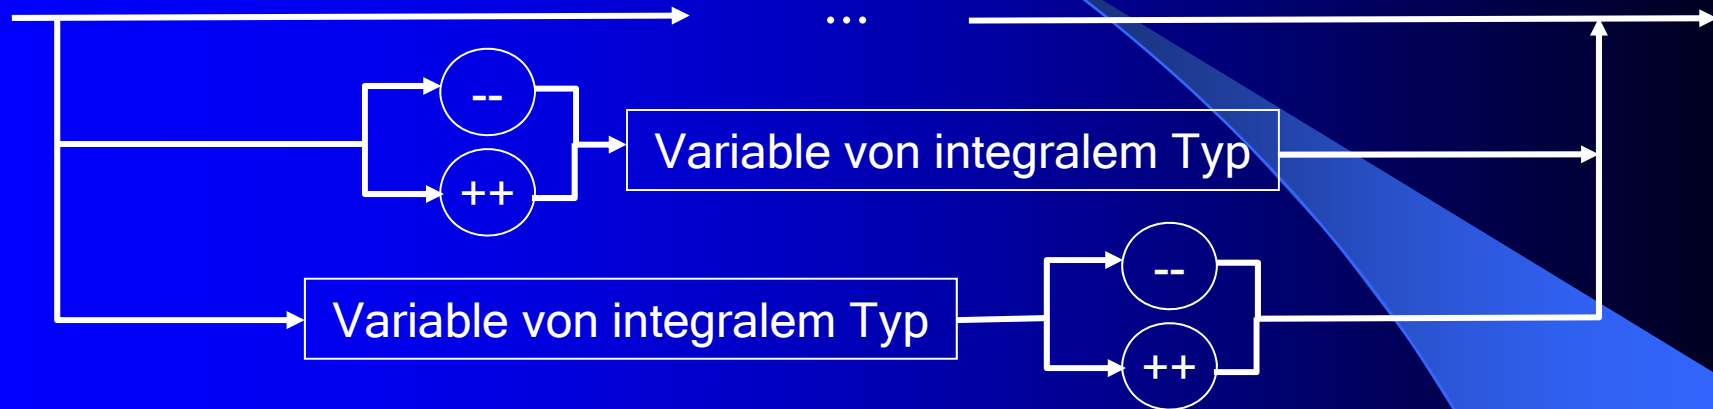 ...
--
++
Variable von integralem Typ
Variable von integralem Typ
--
++